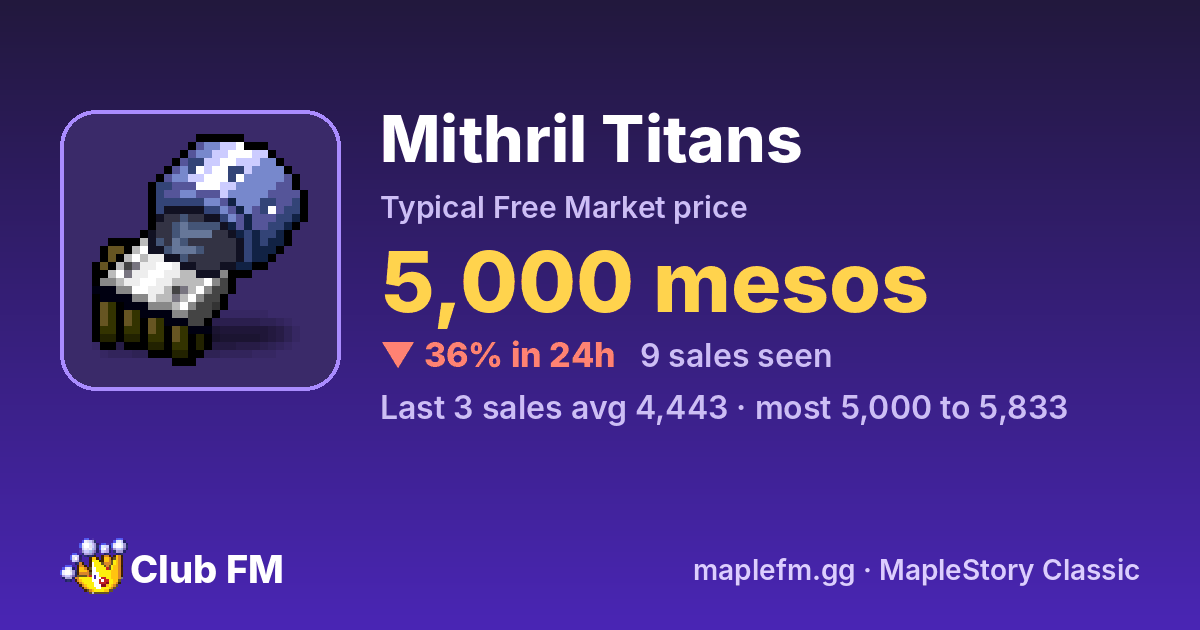 Mithril Titans
Typical Free Market price
5,000 mesos
▼ 36% in 24h 9 sales seen
Last 3 sales avg 4,443 · most 5,000 to 5,833
Club FM
maplefm.gg · MapleStory Classic